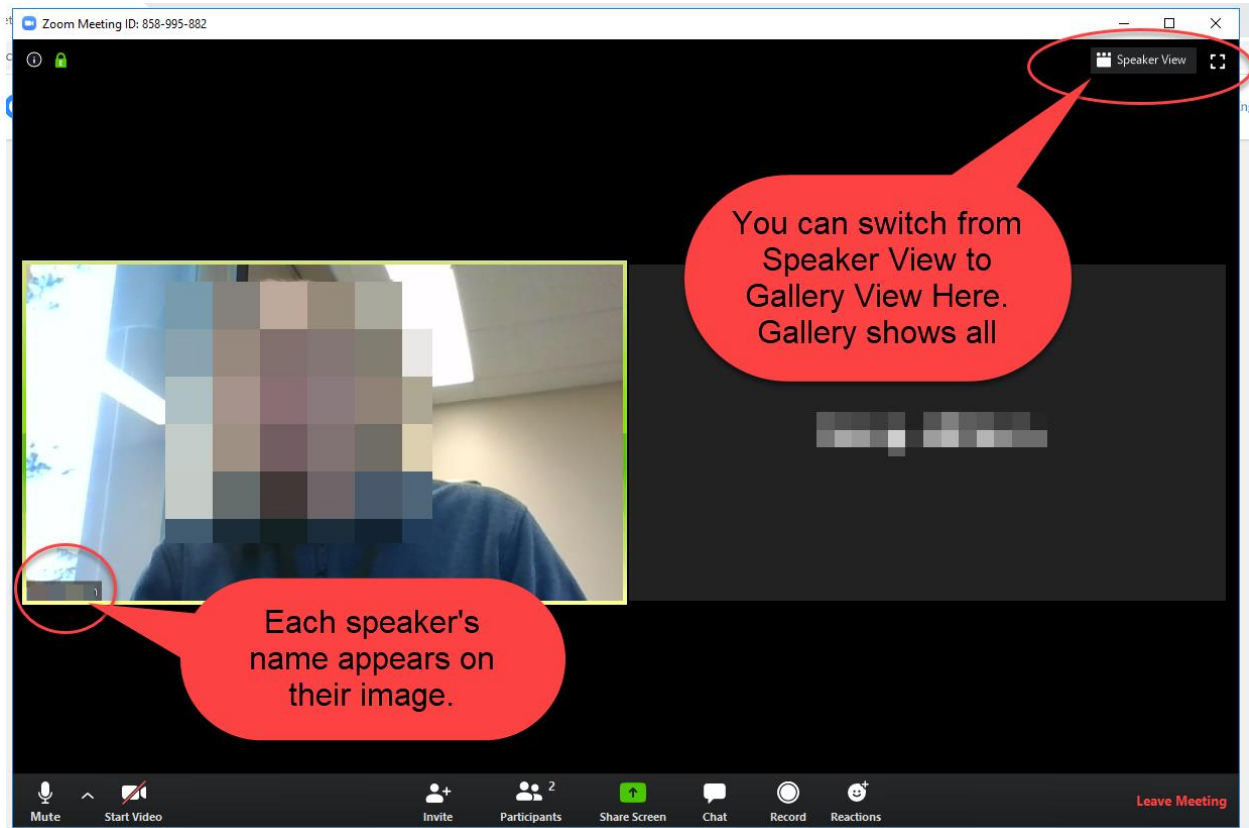 Zoom Meeting ID: 858-995-882
Speaker View
You can switch from
Speaker View to
Gallery View Here.
Gallery shows all
Each speaker's
name appears on
their image.
Mute
Start Video
Invite
Participants
2
Share Screen
Chat
Record
Reactions
Leave Meeting